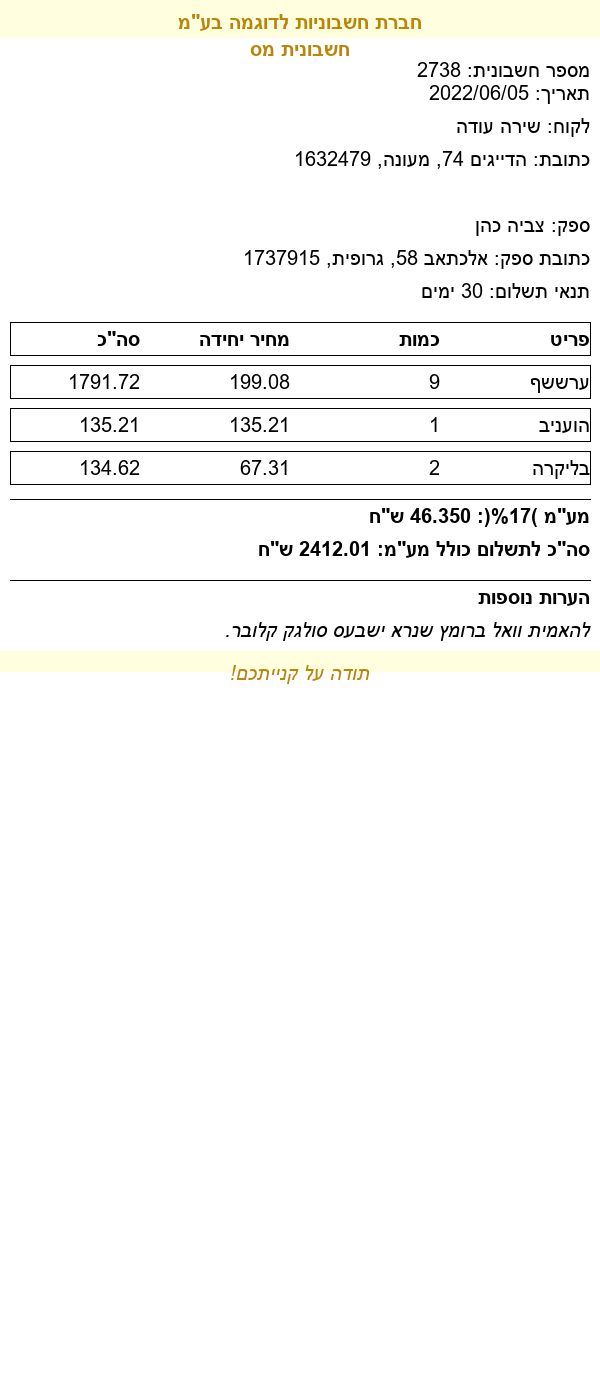 חברת חשבוניות לדוגמה בע"מ
חשבונית מס
מספר חשבונית: 2738
תאריך: 2022/06/05
לקוח: שירה עודה
כתובת: הדייגים 74, מעונה, 1632479
ספק: צביה כהן
כתובת ספק: אלכתאב 58, גרופית, 1737915
תנאי תשלום: 30 ימים
פריט כמות מחיר יחידה סה"כ
ערששף 9 199.08 1791.72
הועניב 1 135.21 135.21
בליקרה 2 67.31 134.62
מע"מ )17%(: 46.350 ש"ח
סה"כ לתשלום כולל מע"מ: 2412.01 ש"ח
הערות נוספות
להאמית וואל ברומץ שנרא ישבעס סולגק קלובר.
תודה על קנייתכם!